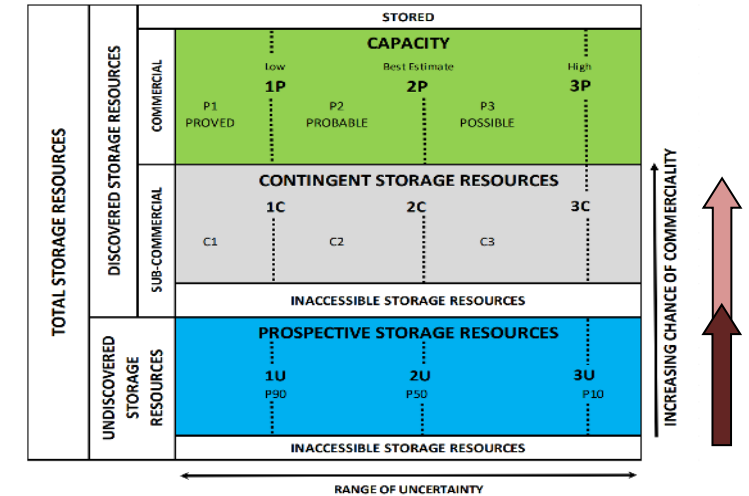 STORED
CAPACITY
Low
Best Estimate
High
1P
2P
3P
P1
PROVED
P2
PROBABLE
P3
POSSIBLE
CONTINGENT STORAGE RESOURCES
1C
2C
3C
C1
C2
C3
INACCESSIBLE STORAGE RESOURCES
PROSPECTIVE STORAGE RESOURCES
1U
2U
3U
P90
P50
P10
INACCESSIBLE STORAGE RESOURCES
RANGE OF UNCERTAINTY
TOTAL STORAGE RESOURCES
DISCOVERED STORAGE RESOURCES
COMMERCIAL
SUB-COMMERCIAL
UNDISCOVERED
STORAGE
RESOURCES
INCREASING CHANCE OF COMMERCIALITY